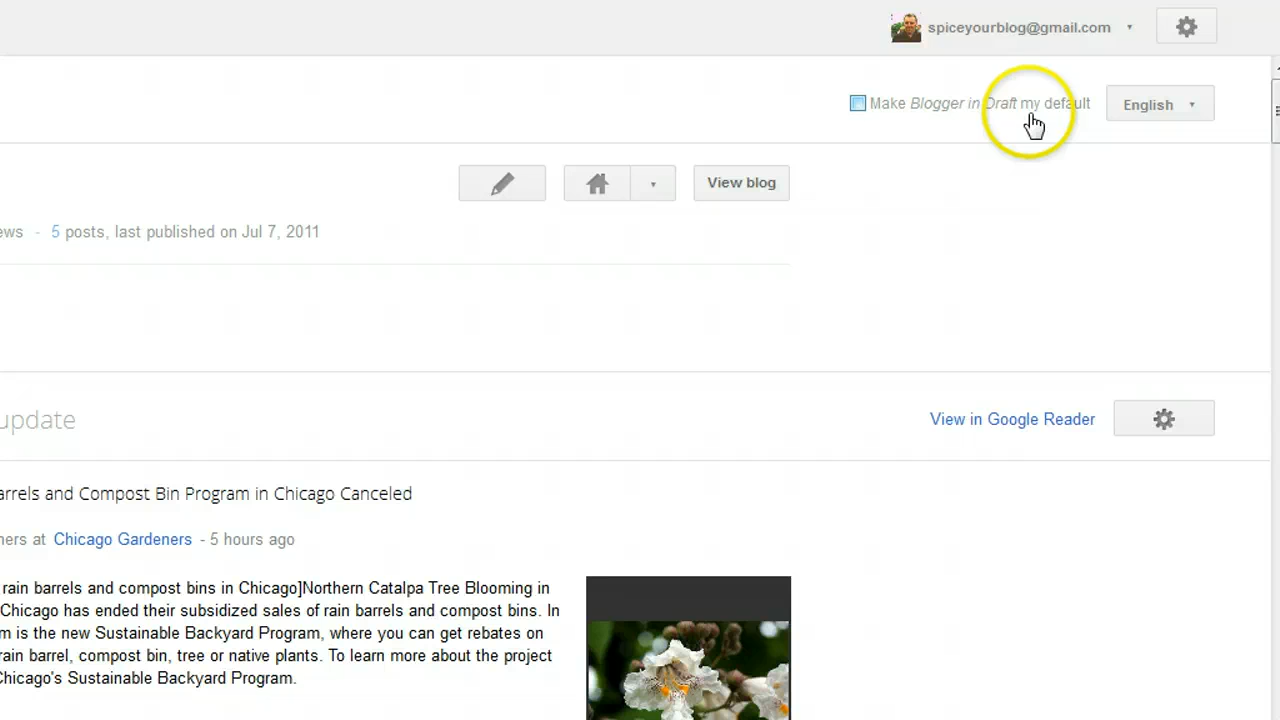 spiceyourblog@gmail.com
Make Blogger in Draft my default
English
View blog
ews - 5 posts, last published on Jul 7, 2011
update
View in Google Reader
arrels and Compost Bin Program in Chicago Canceled
ners at Chicago Gardeners - 5 hours ago
rain barrels and compost bins in Chicago]Northern Catalpa Tree Blooming in
Chicago has ended their subsidized sales of rain barrels and compost bins. In
m is the new Sustainable Backyard Program, where you can get rebates on
rain barrel, compost bin, tree or native plants. To learn more about the project
Chicago's Sustainable Backyard Program.